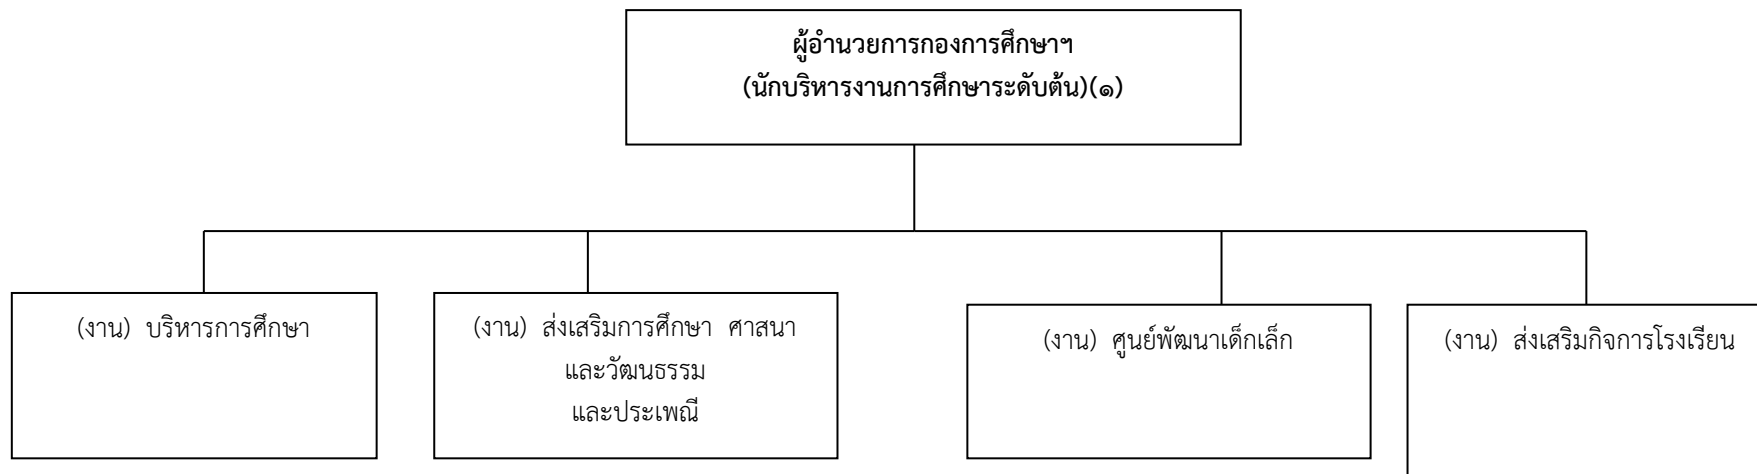 ผู้อำนวยการกองการศึกษาฯ
(นักบริหารงานการศึกษาระดับต้น)(๑)
(งาน) บริหารการศึกษา
(งาน) ส่งเสริมการศึกษา ศาสนา
และวัฒนธรรม
และประเพณี
(งาน) ศูนย์พัฒนาเด็กเล็ก
(งาน) ส่งเสริมกิจการโรงเรียน